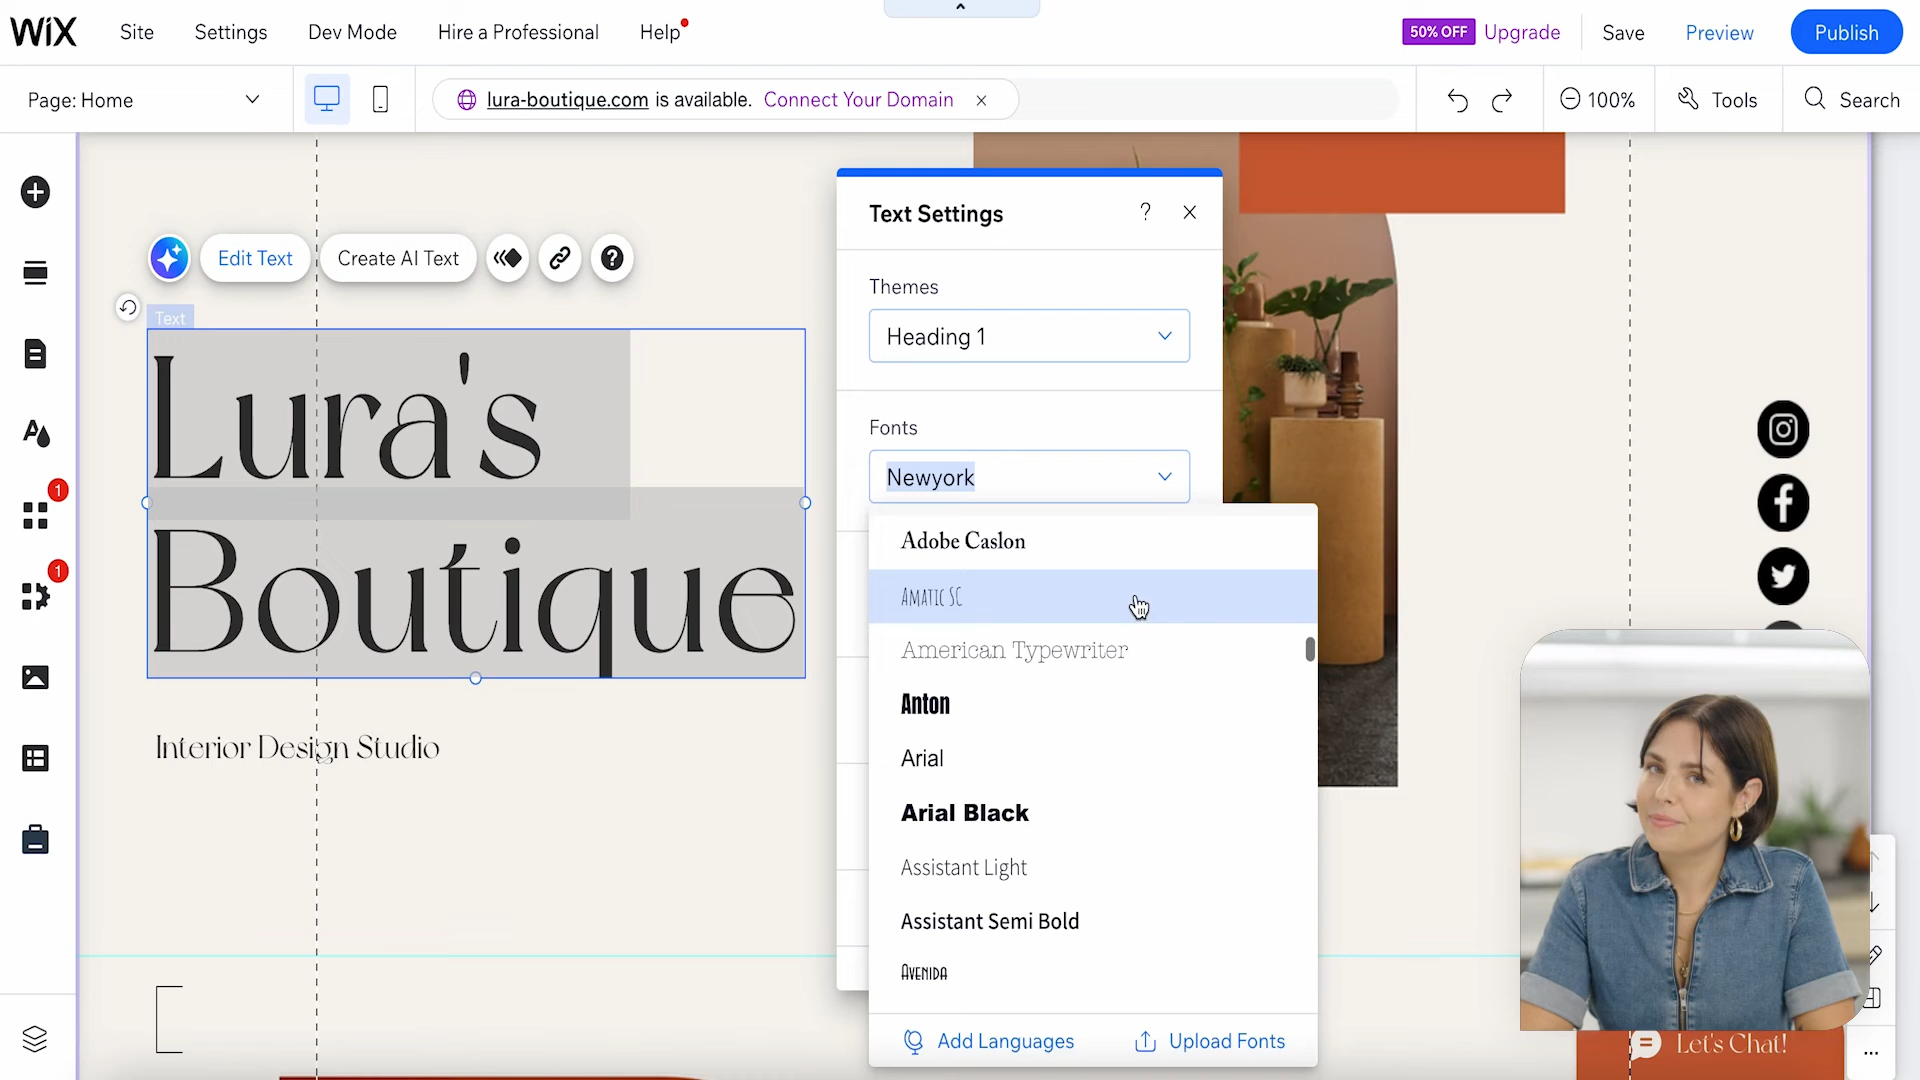 WiX
Site
Settings
Dev Mode
Hire a Professional
Help
50% OFF
Upgrade
Save
Preview
Publish
Page: Home
lura-boutique.com is available. Connect Your Domain
100%
Tools
Search
Text Settings
?
Themes
Heading 1
Fonts
Newyork
Edit Text
Create AI Text
?
Text
Lura's
Boutique
Interior Design Studio
1
1
Adobe Caslon
Amatic SC
American Typewriter
Anton
Arial
Arial Black
Assistant Light
Assistant Semi Bold
Avenida
Add Languages
Upload Fonts
Let's Chat!